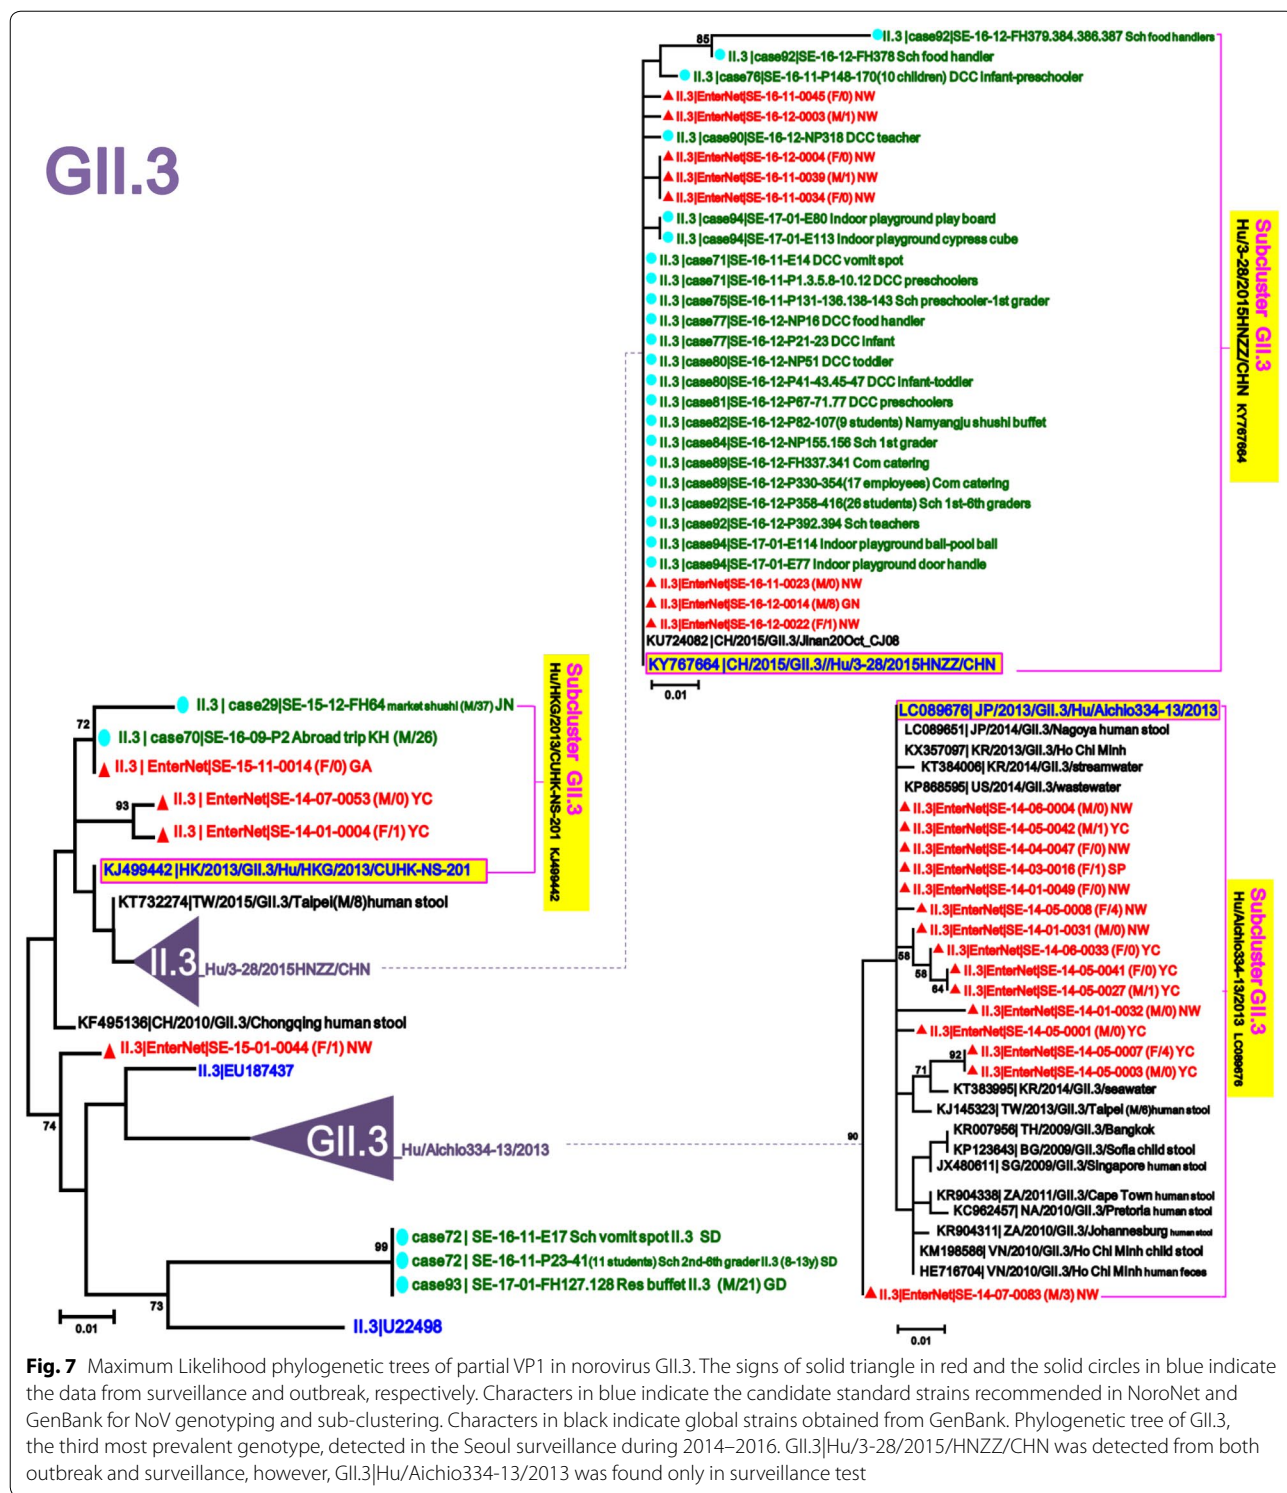 GII.3
85
II.3 |case92|SE-16-12-FH379.384.386.387 Sch food handlers
II.3 |case92|SE-16-12-FH378 Sch food handler
II.3 |case76|SE-16-11-P148-170(10 children) DCC infant-preschooler
II.3|EnterNet|SE-16-11-0045 (F/0) NW
II.3|EnterNet|SE-16-12-0003 (M/1) NW
II.3 |case90|SE-16-12-NP318 DCC teacher
II.3|EnterNet|SE-16-12-0004 (F/0) NW
II.3|EnterNet|SE-16-11-0039 (M/1) NW
II.3|EnterNet|SE-16-11-0034 (F/0) NW
II.3 |case94|SE-17-01-E80 Indoor playground play board
II.3 |case94|SE-17-01-E113 Indoor playground cypress cube
II.3 |case71|SE-16-11-E14 DCC vomit spot
II.3 |case71|SE-16-11-P1.3.5.8-10.12 DCC preschoolers
II.3 |case75|SE-16-11-P131-136.138-143 Sch preschooler-1st grader
II.3 |case77|SE-16-12-NP16 DCC food handler
II.3 |case77|SE-16-12-P21-23 DCC infant
II.3 |case80|SE-16-12-NP51 DCC toddler
II.3 |case80|SE-16-12-P41-43.45-47 DCC infant-toddler
II.3 |case81|SE-16-12-P67-71.77 DCC preschoolers
II.3 |case82|SE-16-12-P82-107(9 students) Namyangju shushi buffet
II.3 |case84|SE-16-12-NP155.156 Sch 1st grader
II.3 |case89|SE-16-12-FH337.341 Com catering
II.3 |case89|SE-16-12-P330-354(17 employees) Com catering
II.3 |case92|SE-16-12-P358-416(26 students) Sch 1st-6th graders
II.3 |case92|SE-16-12-P392.394 Sch teachers
II.3 |case94|SE-17-01-E114 Indoor playground ball-pool ball
II.3 |case94|SE-17-01-E77 Indoor playground door handle
II.3|EnterNet|SE-16-11-0023 (M/0) NW
II.3|EnterNet|SE-16-12-0014 (M/8) GN
II.3|EnterNet|SE-16-12-0022 (F/1) NW
KU724082|CH/2015/GII.3/Jinan20Oct_CJ08
KY767664|CH/2015/GII.3//Hu/3-28/2015HNZZ/CHN
0.01
Subcluster GII.3
Hu/3-28/2015HNZZ/CHN KY767664
72
II.3 | case29|SE-15-12-FH64 market shushi (M/37) JN
II.3 | case70|SE-16-09-P2 Abroad trip KH (M/26)
II.3 | EnterNet|SE-15-11-0014 (F/0) GA
93
II.3 | EnterNet|SE-14-07-0053 (M/0) YC
II.3 | EnterNet|SE-14-01-0004 (F/1) YC
KJ499442|HK/2013/GII.3/Hu/HKG/2013/CUHK-NS-201
KT732274|TW/2015/GII.3/Taipei(M/8)human stool
II.3_Hu/3-28/2015HNZZ/CHN
KF495136|CH/2010/GII.3/Chongqing human stool
II.3|EnterNet|SE-15-01-0044 (F/1) NW
II.3|EU187437
74
GII.3_Hu/Aichio334-13/2013
case72 | SE-16-11-E17 Sch vomit spot II.3 SD
99
case72 | SE-16-11-P23-41(11 students) Sch 2nd-6th grader II.3 (8-13y) SD
case93 | SE-17-01-FH127.128 Res buffet II.3 (M/21) GD
73
II.3|U22498
0.01
Subcluster GII.3
Hu/HKG/2013/CUHK-NS-201 KJ499442
LC089676| JP/2013/GII.3/Hu/Aichio334-13/2013
LC089651| JP/2014/GII.3/Nagoya human stool
KX357097| KR/2013/GII.3/Ho Chi Minh
KT384006| KR/2014/GII.3/streamwater
KP868595| US/2014/GII.3/wastewater
II.3|EnterNet|SE-14-06-0004 (M/0) NW
II.3|EnterNet|SE-14-05-0042 (M/1) YC
II.3|EnterNet|SE-14-04-0047 (F/0) NW
II.3|EnterNet|SE-14-03-0016 (F/1) SP
II.3|EnterNet|SE-14-01-0049 (F/0) NW
II.3|EnterNet|SE-14-05-0008 (F/4) NW
II.3|EnterNet|SE-14-01-0031 (M/0) NW
58
II.3|EnterNet|SE-14-06-0033 (F/0) YC
58
II.3|EnterNet|SE-14-05-0041 (F/0) YC
64
II.3|EnterNet|SE-14-05-0027 (M/1) YC
II.3|EnterNet|SE-14-01-0032 (M/0) NW
II.3|EnterNet|SE-14-05-0001 (M/0) YC
92
II.3|EnterNet|SE-14-05-0007 (F/4) YC
71
II.3|EnterNet|SE-14-05-0003 (M/0) YC
KT383995| KR/2014/GII.3/seawater
KJ145323| TW/2013/GII.3/Taipei (M/6)human stool
KR007956| TH/2009/GII.3/Bangkok
90
KP123643| BG/2009/GII.3/Sofia child stool
JX480611| SG/2009/GII.3/Singapore human stool
KR904338| ZA/2011/GII.3/Cape Town human stool
KC962457| NA/2010/GII.3/Pretoria human stool
KR904311| ZA/2010/GII.3/Johannesburg human stool
KM198586| VN/2010/GII.3/Ho Chi Minh child stool
HE716704| VN/2010/GII.3/Ho Chi Minh human feces
II.3|EnterNet|SE-14-07-0083 (M/3) NW
0.01
Subcluster GII.3
Hu/Aichio334-13/2013 LC089676
Fig. 7 Maximum Likelihood phylogenetic trees of partial VP1 in norovirus GII.3. The signs of solid triangle in red and the solid circles in blue indicate
the data from surveillance and outbreak, respectively. Characters in blue indicate the candidate standard strains recommended in NoroNet and
GenBank for NoV genotyping and sub-clustering. Characters in black indicate global strains obtained from GenBank. Phylogenetic tree of GII.3,
the third most prevalent genotype, detected in the Seoul surveillance during 2014–2016. GII.3|Hu/3-28/2015/HNZZ/CHN was detected from both
outbreak and surveillance, however, GII.3|Hu/Aichio334-13/2013 was found only in surveillance test